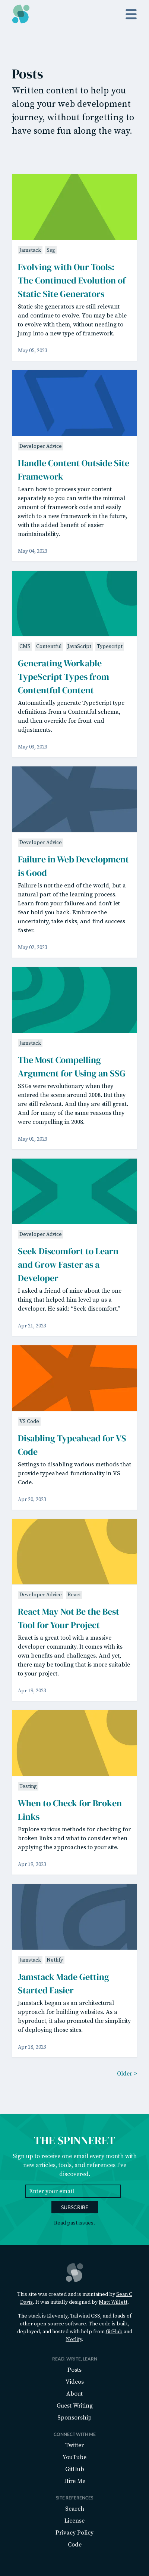 Posts
Written content to help you
along your web development
journey, without forgetting to
have some fun along the way.
Jamstack Ssg
Evolving with Our Tools:
The Continued Evolution of
Static Site Generators
Static site generators are still relevant
and continue to evolve. You may be able
to evolve with them, without needing to
jump into a new way of framework.
May 05, 2023
Developer Advice
Handle Content Outside Site
Framework
Learn how to process your content
separately so you can write the minimal
amount of framework code and easily
switch to a new framework in the future,
with the added benefit of easier
maintainability.
May 04, 2023
CMS Contentful JavaScript Typescript
Generating Workable
TypeScript Types from
Contentful Content
Automatically generate TypeScript type
definitions from a Contentful schema,
and then override for front-end
adjustments.
May 03, 2023
Developer Advice
Failure in Web Development
is Good
Failure is not the end of the world, but a
natural part of the learning process.
Learn from your failures and don't let
fear hold you back. Embrace the
uncertainty, take risks, and find success
faster.
May 02, 2023
Jamstack
The Most Compelling
Argument for Using an SSG
SSGs were revolutionary when they
entered the scene around 2008. But they
are still relevant. And they are still great.
And for many of the same reasons they
were compelling in 2008.
May 01, 2023
Developer Advice
Seek Discomfort to Learn
and Grow Faster as a
Developer
I asked a friend of mine about the one
thing that helped him level up as a
developer. He said: "Seek discomfort."
Apr 21, 2023
VS Code
Disabling Typeahead for VS
Code
Settings to disabling various methods that
provide typeahead functionality in VS
Code.
Apr 20, 2023
Developer Advice React
React May Not Be the Best
Tool for Your Project
React is a great tool with a massive
developer community. It comes with its
own benefits and challenges. And yet,
there may be tooling that is more suitable
to your project.
Apr 19, 2023
Testing
When to Check for Broken
Links
Explore various methods for checking for
broken links and what to consider when
applying the approaches to your site.
Apr 19, 2023
Jamstack Netlify
Jamstack Made Getting
Started Easier
Jamstack began as an architectural
approach for building websites. As a
byproduct, it also promoted the simplicity
of deploying those sites.
Apr 18, 2023
Older >
THE SPINNERET
Sign up to receive one email every month with
new articles, tools, and references I've
discovered.
Enter your email
SUBSCRIBE
Read past issues.
This site was created and is maintained by Sean C
Davis. It was initially designed by Matt Willett.
The stack is Eleventy, Tailwind CSS, and loads of
other open-source software. The code is built,
deployed, and hosted with help from GitHub and
Netlify.
READ, WRITE, LEARN
Posts
Videos
About
Guest Writing
Sponsorship
CONNECT WITH ME
Twitter
YouTube
GitHub
Hire Me
SITE REFERENCES
Search
License
Privacy Policy
Code